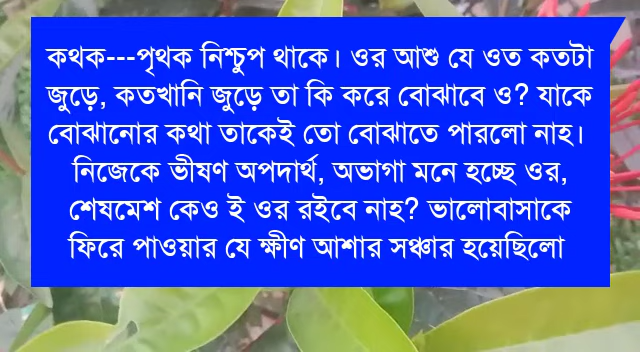 কথক---পৃথক নিশ্চুপ থাকে। ওর আশু যে ওত কতটা
জুড়ে, কতখানি জুড়ে তা কি করে বোঝাবে ও? যাকে
বোঝানোর কথা তাকেই তো বোঝাতে পারলো নাহ।
নিজেকে ভীষণ অপদার্থ, অভাগা মনে হচ্ছে ওর,
শেষমেশ কেও ই ওর রইবে নাহ? ভালোবাসাকে
ফিরে পাওয়ার যে ক্ষীণ আশার সঞ্চার হয়েছিলো